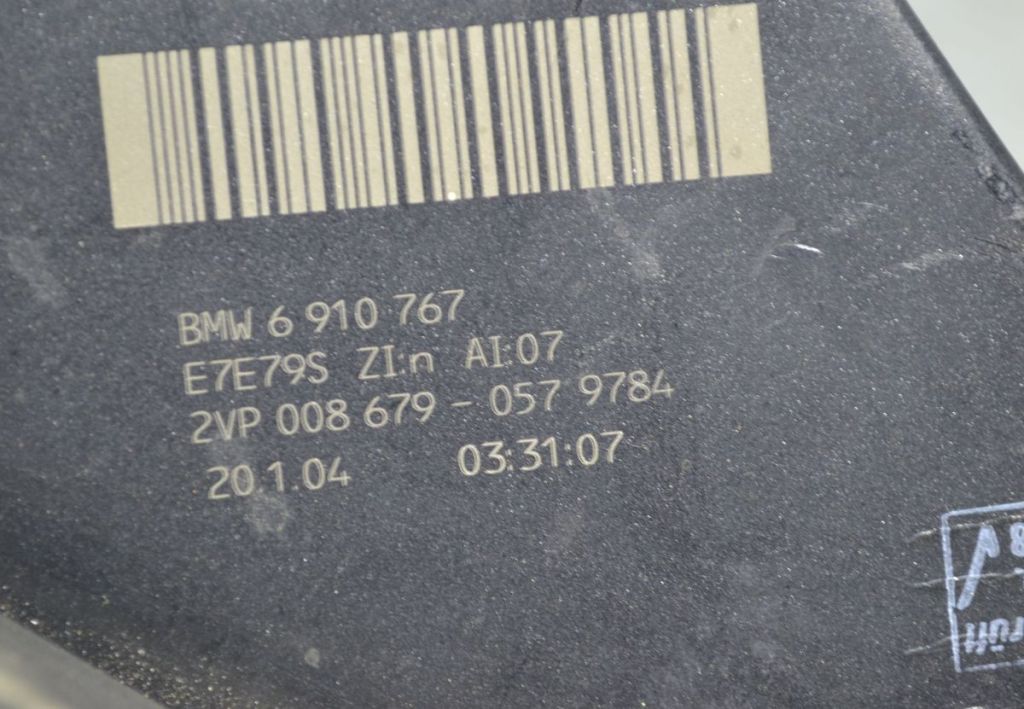 BMW 6 910 767
E7E79S ZI:n AI:07
2VP 008 679 - 057 9784
20.1.04 03:31:07